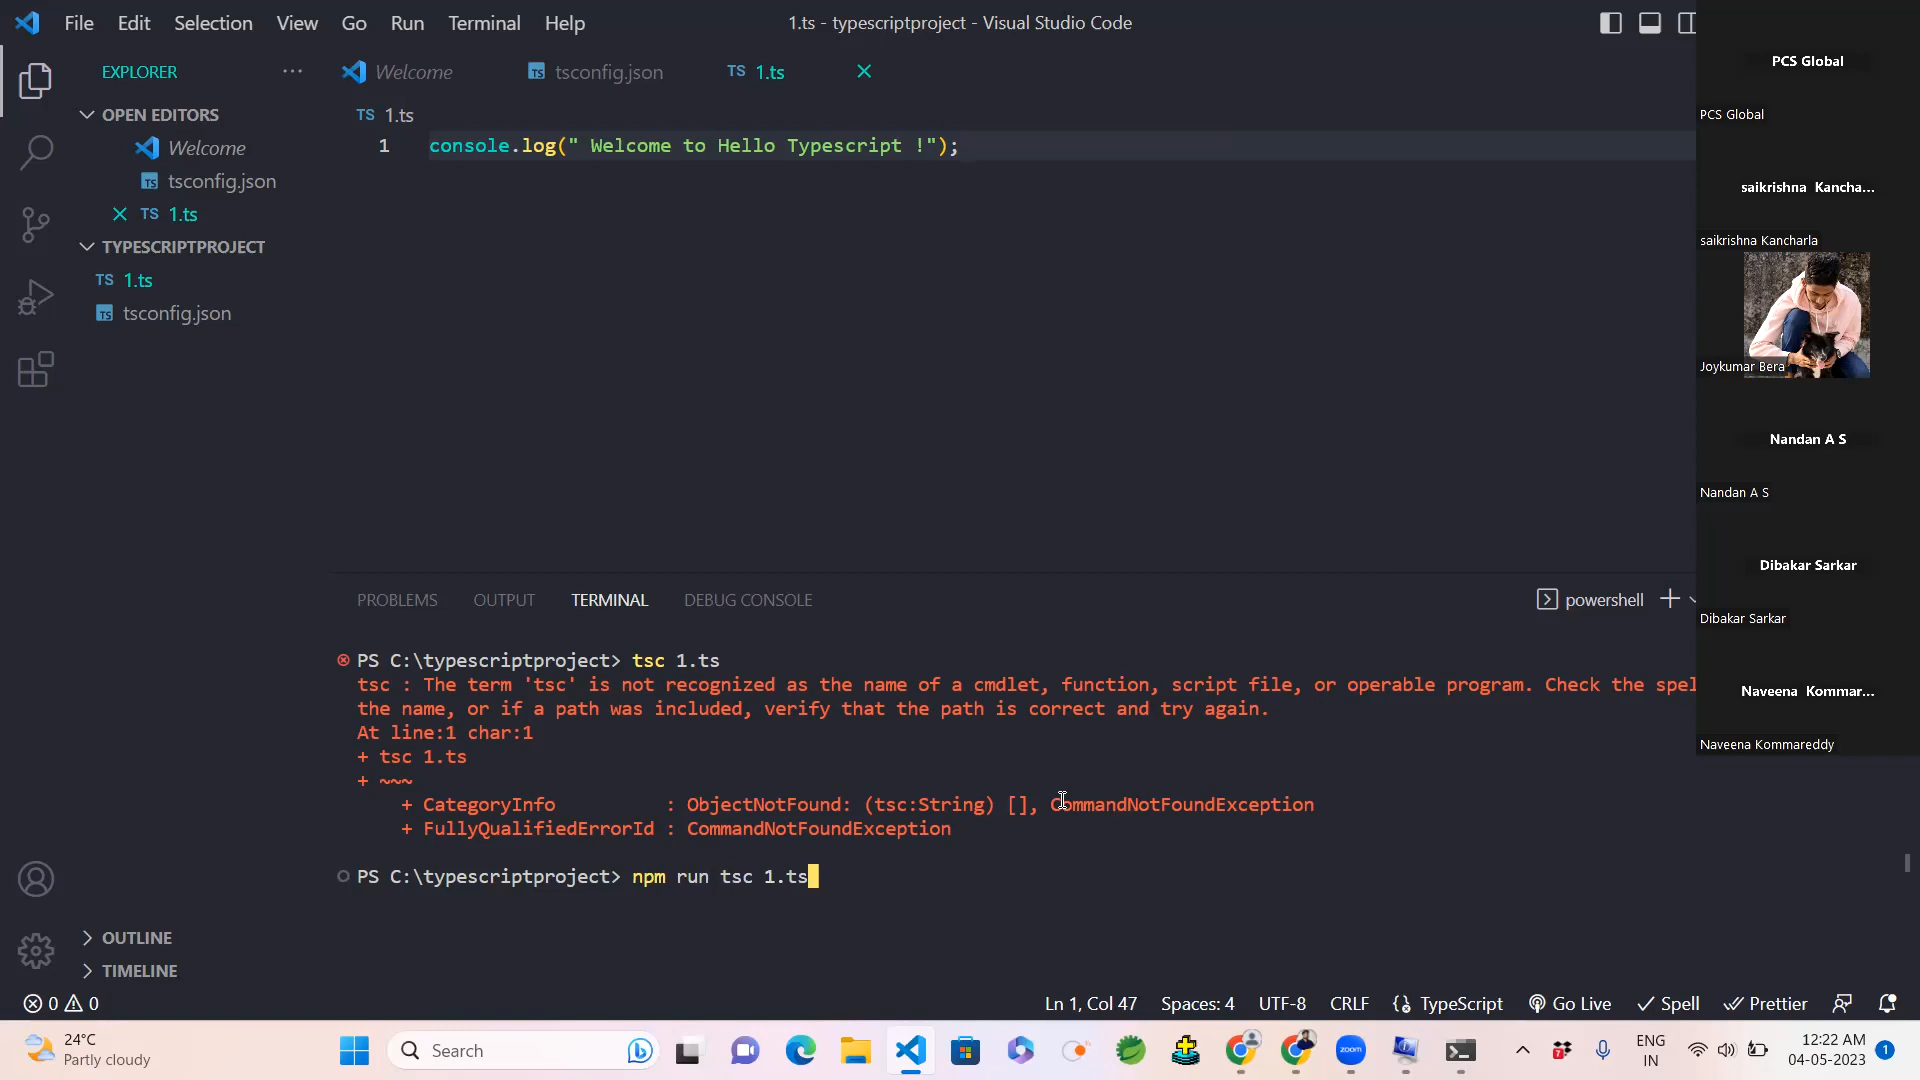 File Edit Selection View Go Run Terminal Help
1.ts - typescriptproject - Visual Studio Code
EXPLORER
OPEN EDITORS
Welcome
tsconfig.json
TS 1.ts
TYPESCRIPTPROJECT
TS 1.ts
tsconfig.json
OUTLINE
TIMELINE
Welcome tsconfig.json TS 1.ts
TS 1.ts
1 console.log(" Welcome to Hello Typescript !");
PROBLEMS OUTPUT TERMINAL DEBUG CONSOLE
powershell
PS C:\typescriptproject> tsc 1.ts
tsc : The term 'tsc' is not recognized as the name of a cmdlet, function, script file, or operable program. Check the spel
the name, or if a path was included, verify that the path is correct and try again.
At line:1 char:1
+ tsc 1.ts
+ ~~~
+ CategoryInfo : ObjectNotFound: (tsc:String) [], CommandNotFoundException
+ FullyQualifiedErrorId : CommandNotFoundException
PS C:\typescriptproject> npm run tsc 1.ts
PCS Global
PCS Global
saikrishna Kancha...
saikrishna Kancharla
Joykumar Bera
Nandan A S
Nandan A S
Dibakar Sarkar
Dibakar Sarkar
Naveena Kommar...
Naveena Kommareddy
0 0
Ln 1, Col 47 Spaces: 4 UTF-8 CRLF TypeScript Go Live Spell Prettier
24°C
Partly cloudy
Search
zoom
7
ENG
IN
12:22 AM
04-05-2023
1